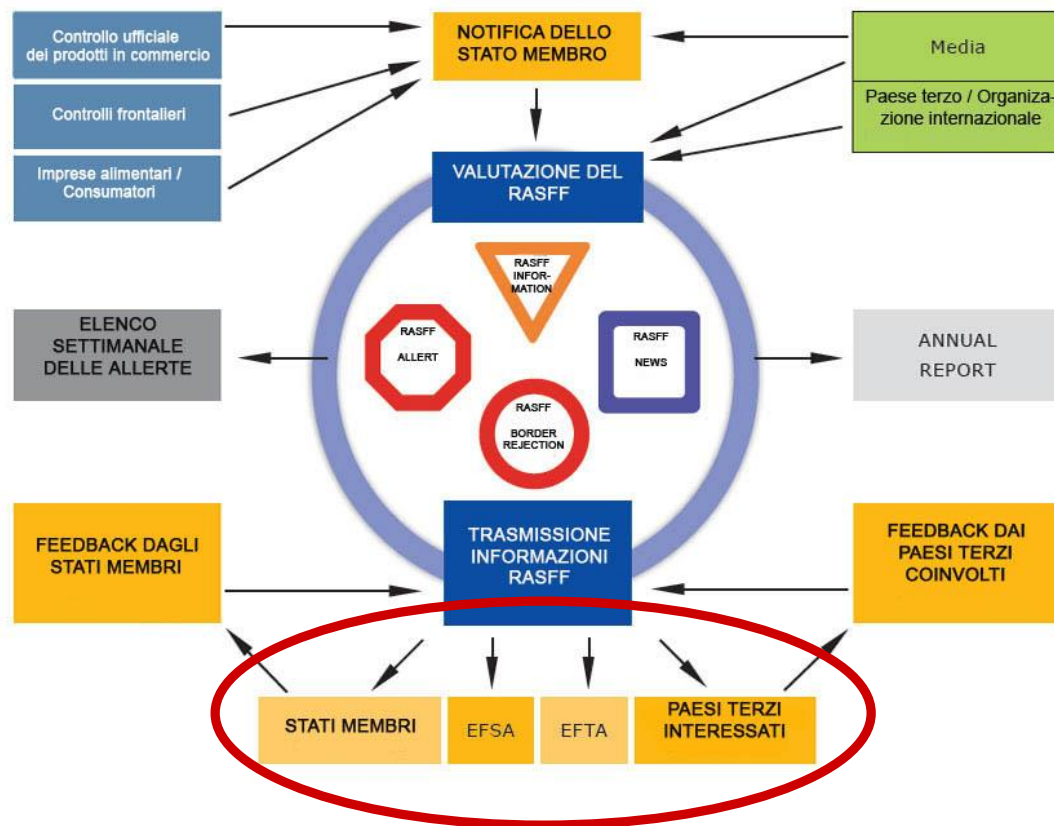 Controllo ufficiale
dei prodotti in commercio
NOTIFICA DELLO
STATO MEMBRO
Media
Controlli frontalieri
Paese terzo / Organiza-
zione internazionale
Imprese alimentari /
Consumatori
VALUTAZIONE DEL
RASFF
RASFF
INFOR-
MATION
ELENCO
SETTIMANALE
DELLE ALLERTE
RASFF
ALLERT
RASFF
NEWS
ANNUAL
REPORT
RASFF
BORDER
REJECTION
FEEDBACK DAGLI
STATI MEMBRI
TRASMISSIONE
INFORMAZIONI
RASFF
FEEDBACK DAI
PAESI TERZI
COINVOLTI
STATI MEMBRI
EFSA
EFTA
PAESI TERZI
INTERESSATI